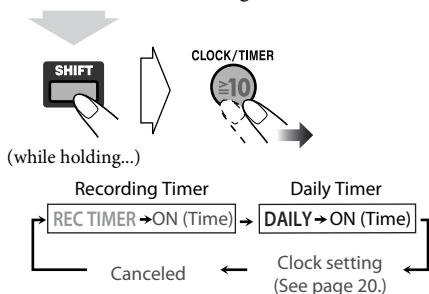 SHIFT
CLOCK/TIMER
≧10
(while holding...)
Recording Timer
Daily Timer
REC TIMER→ON (Time)
DAILY→ON (Time)
Canceled
Clock setting
(See page 20.)